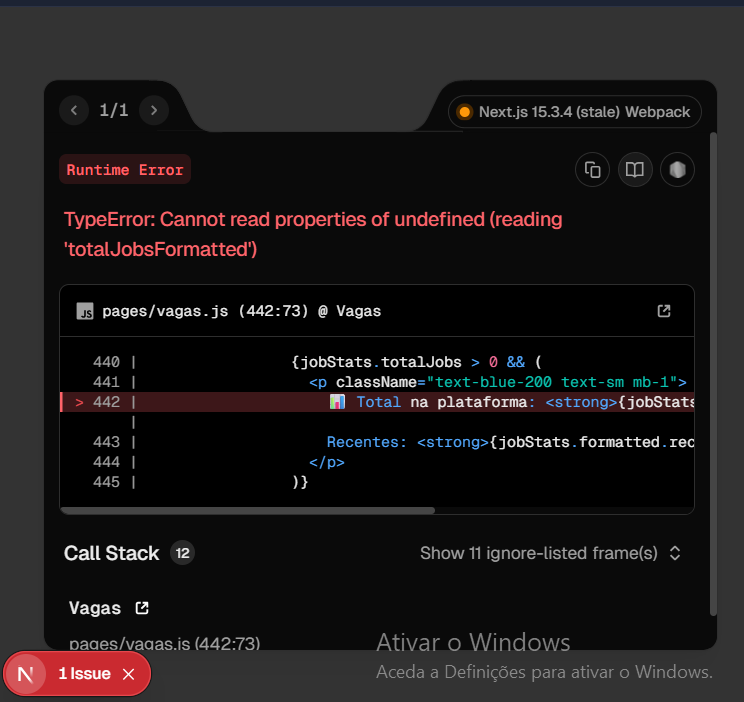 1/1
Next.js 15.3.4 (stale) Webpack
Runtime Error
TypeError: Cannot read properties of undefined (reading
'totalJobsFormatted')
JS pages/vagas.js (442:73) @ Vagas
440 | {jobStats.totalJobs > 0 && (
441 | <p className="text-blue-200 text-sm mb-1">
> 442 | 📊 Total na plataforma: <strong>{jobStats
|
443 | Recentes: <strong>{jobStats.formatted.rec
444 | </p>
445 | )}
Call Stack 12
Show 11 ignore-listed frame(s)
Vagas
pages/vagas.js (442:73)
Ativar o Windows
Aceda a Definições para ativar o Windows.
N 1 Issue